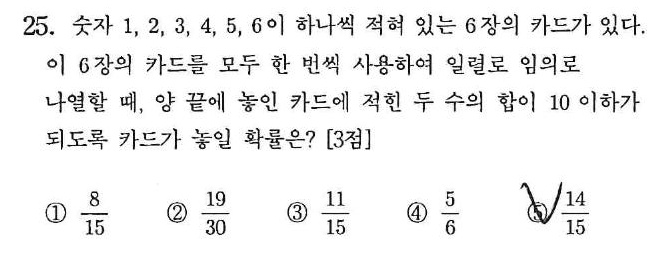 25. 숫자 1, 2, 3, 4, 5, 6이 하나씩 적혀 있는 6장의 카드가 있다.
이 6장의 카드를 모두 한 번씩 사용하여 일렬로 임의로
나열할 때, 양 끝에 놓인 카드에 적힌 두 수의 합이 10 이하가
되도록 카드가 놓일 확률은? [3점]
① 8/15 ② 19/30 ③ 11/15 ④ 5/6 ⑤ 14/15